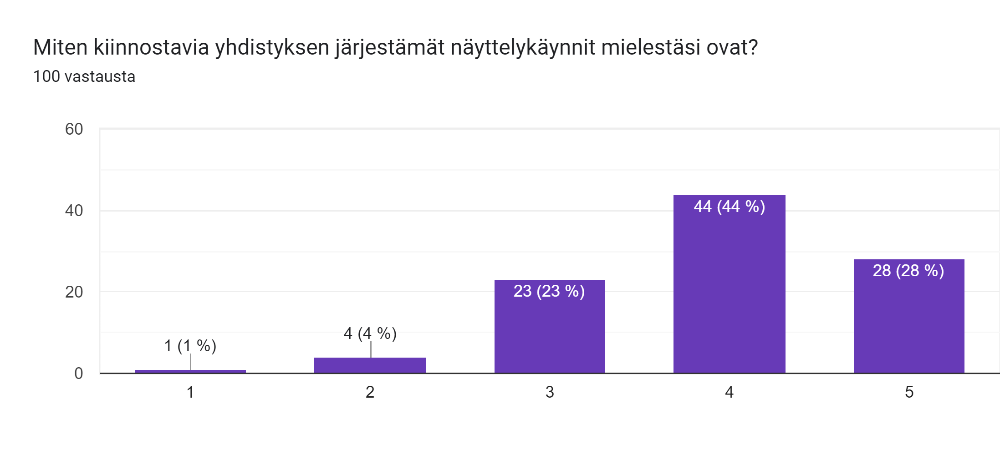 Miten kiinnostavia yhdistyksen järjestämät näyttelykäynnit mielestäsi ovat?
100 vastausta
60
40
20
0
1 (1 %)
4 (4 %)
23 (23 %)
44 (44 %)
28 (28 %)
1
2
3
4
5